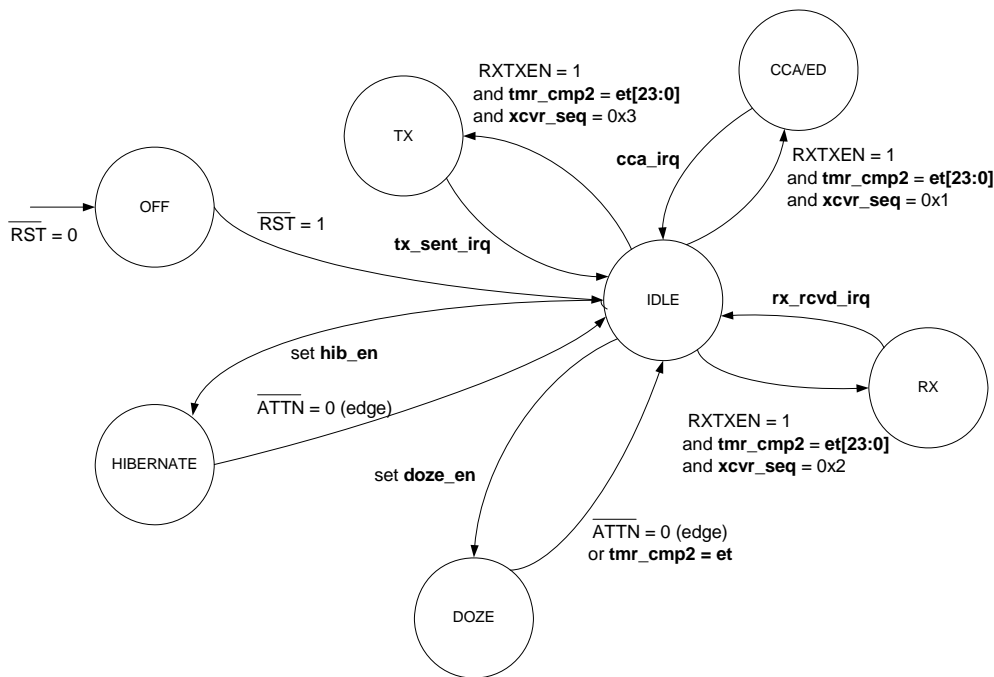 CCA/ED
RXTXEN = 1
and tmr_cmp2 = et[23:0]
and xcvr_seq = 0x3
TX
cca_irq
RXTXEN = 1
and tmr_cmp2 = et[23:0]
and xcvr_seq = 0x1
OFF
RST = 0
RST = 1
tx_sent_irq
IDLE
rx_rcvd_irq
set hib_en
RX
ATTN = 0 (edge)
RXTXEN = 1
and tmr_cmp2 = et[23:0]
and xcvr_seq = 0x2
HIBERNATE
set doze_en
ATTN = 0 (edge)
or tmr_cmp2 = et
DOZE